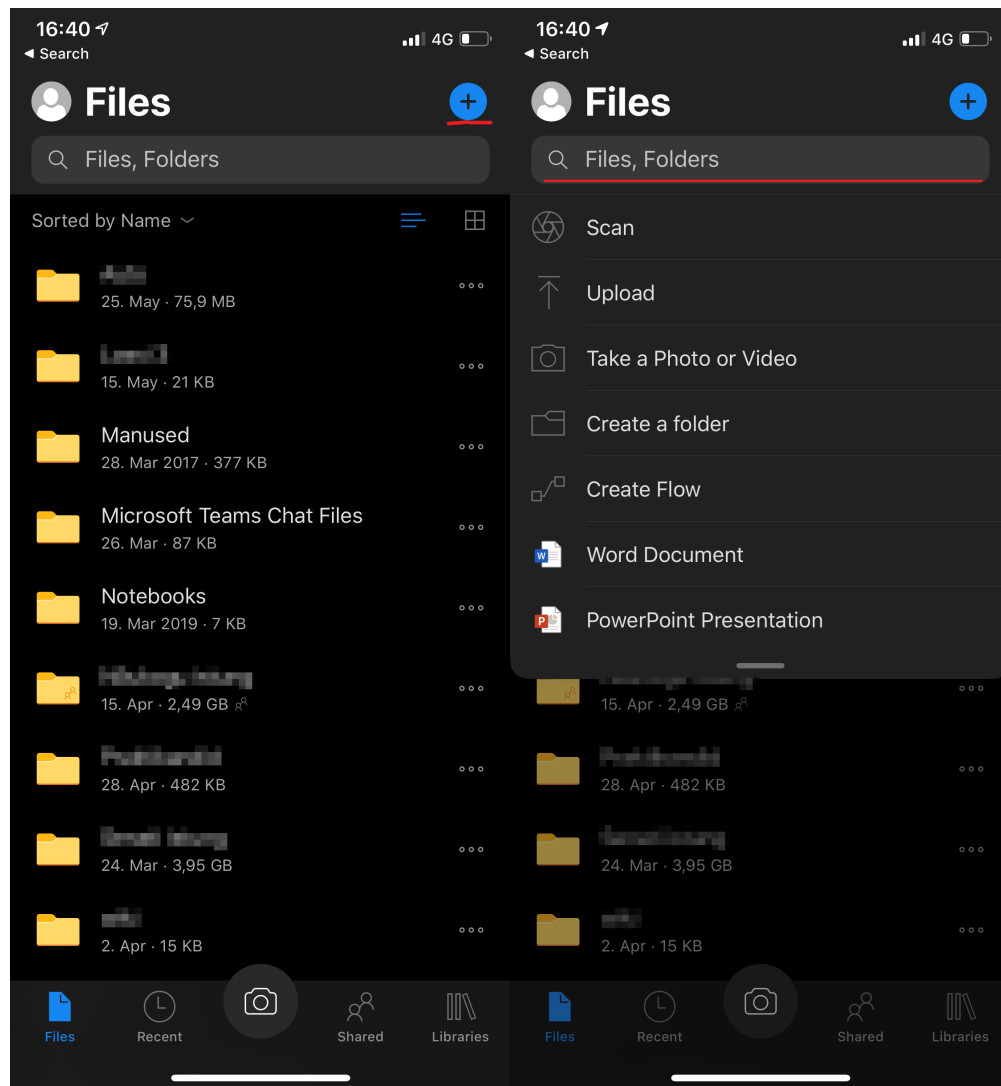 16:40
4G
Search
Files
Files, Folders
Sorted by Name
25. May · 75,9 MB
15. May · 21 KB
Manused
28. Mar 2017 · 377 KB
Microsoft Teams Chat Files
26. Mar · 87 KB
Notebooks
19. Mar 2019 · 7 KB
15. Apr · 2,49 GB
28. Apr · 482 KB
24. Mar · 3,95 GB
2. Apr · 15 KB
Files
Recent
Shared
Libraries
16:40
4G
Search
Files
Files, Folders
Scan
Upload
Take a Photo or Video
Create a folder
Create Flow
W
Word Document
P
PowerPoint Presentation
15. Apr · 2,49 GB
28. Apr · 482 KB
24. Mar · 3,95 GB
2. Apr · 15 KB
Files
Recent
Shared
Libraries